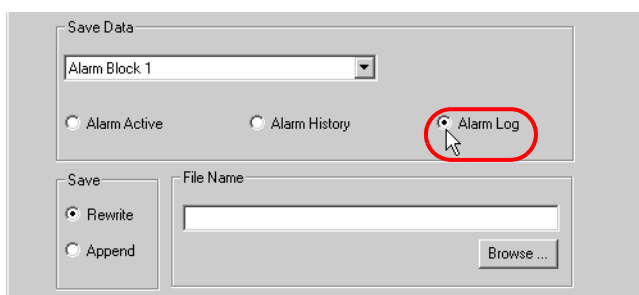 Save Data
Alarm Block 1
Alarm Active Alarm History Alarm Log
Save
File Name
Rewrite
Append
Browse ...